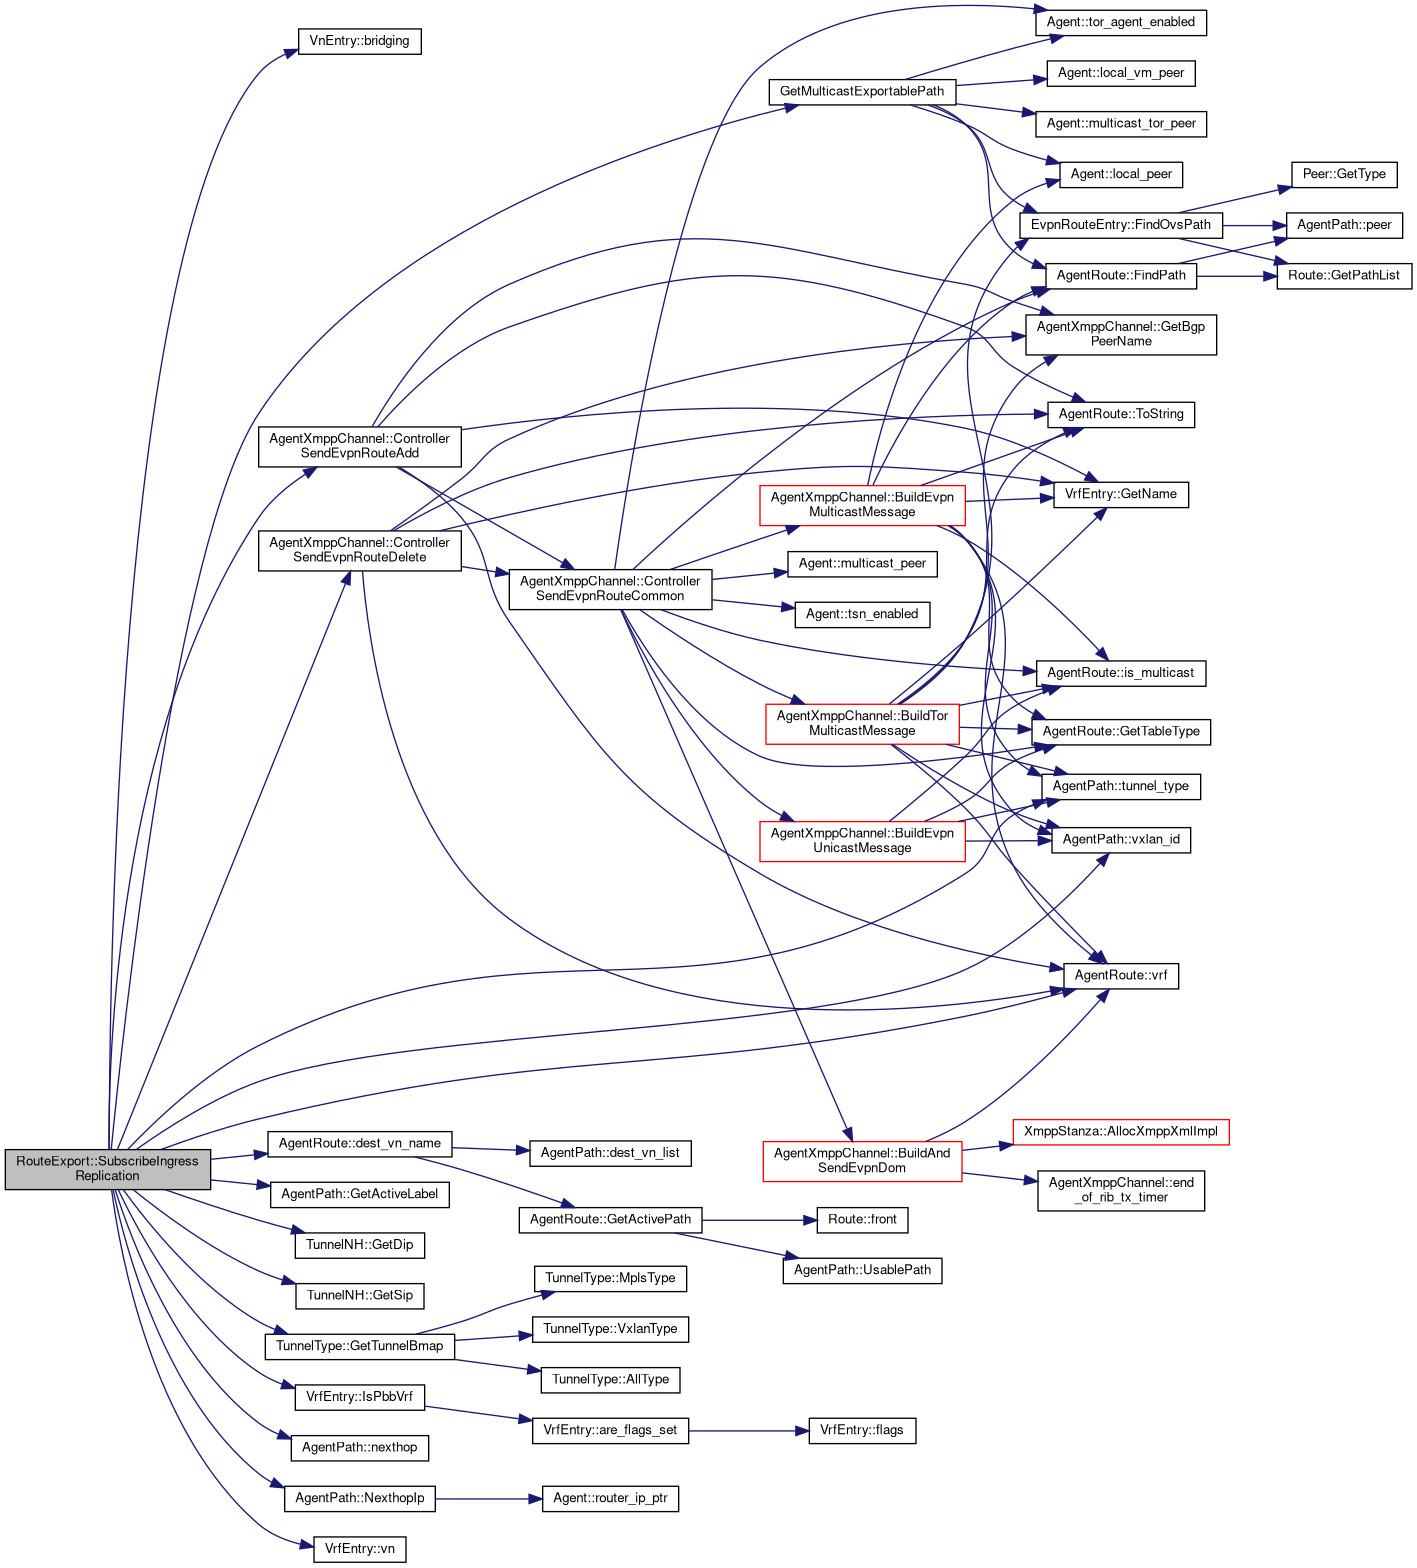 VnEntry::bridging
Agent::tor_agent_enabled
GetMulticastExportablePath
Agent::local_vm_peer
Agent::multicast_tor_peer
Agent::local_peer
Peer::GetType
EvpnRouteEntry::FindOvsPath
AgentPath::peer
AgentRoute::FindPath
Route::GetPathList
AgentXmppChannel::GetBgp
PeerName
AgentRoute::ToString
AgentXmppChannel::Controller
SendEvpnRouteAdd
VrfEntry::GetName
AgentXmppChannel::BuildEvpn
MulticastMessage
AgentXmppChannel::Controller
SendEvpnRouteDelete
Agent::multicast_peer
AgentXmppChannel::Controller
SendEvpnRouteCommon
Agent::tsn_enabled
AgentRoute::is_multicast
AgentXmppChannel::BuildTor
MulticastMessage
AgentRoute::GetTableType
AgentPath::tunnel_type
AgentXmppChannel::BuildEvpn
UnicastMessage
AgentPath::vxlan_id
AgentRoute::vrf
XmppStanza::AllocXmppXmlImpl
AgentRoute::dest_vn_name
AgentPath::dest_vn_list
AgentXmppChannel::BuildAnd
SendEvpnDom
RouteExport::SubscribeIngress
Replication
AgentPath::GetActiveLabel
AgentXmppChannel::end
_of_rib_tx_timer
AgentRoute::GetActivePath
Route::front
TunnelNH::GetDip
AgentPath::UsablePath
TunnelType::MplsType
TunnelNH::GetSip
TunnelType::VxlanType
TunnelType::GetTunnelBmap
TunnelType::AllType
VrfEntry::IsPbbVrf
VrfEntry::are_flags_set
VrfEntry::flags
AgentPath::nexthop
AgentPath::NexthopIp
Agent::router_ip_ptr
VrfEntry::vn